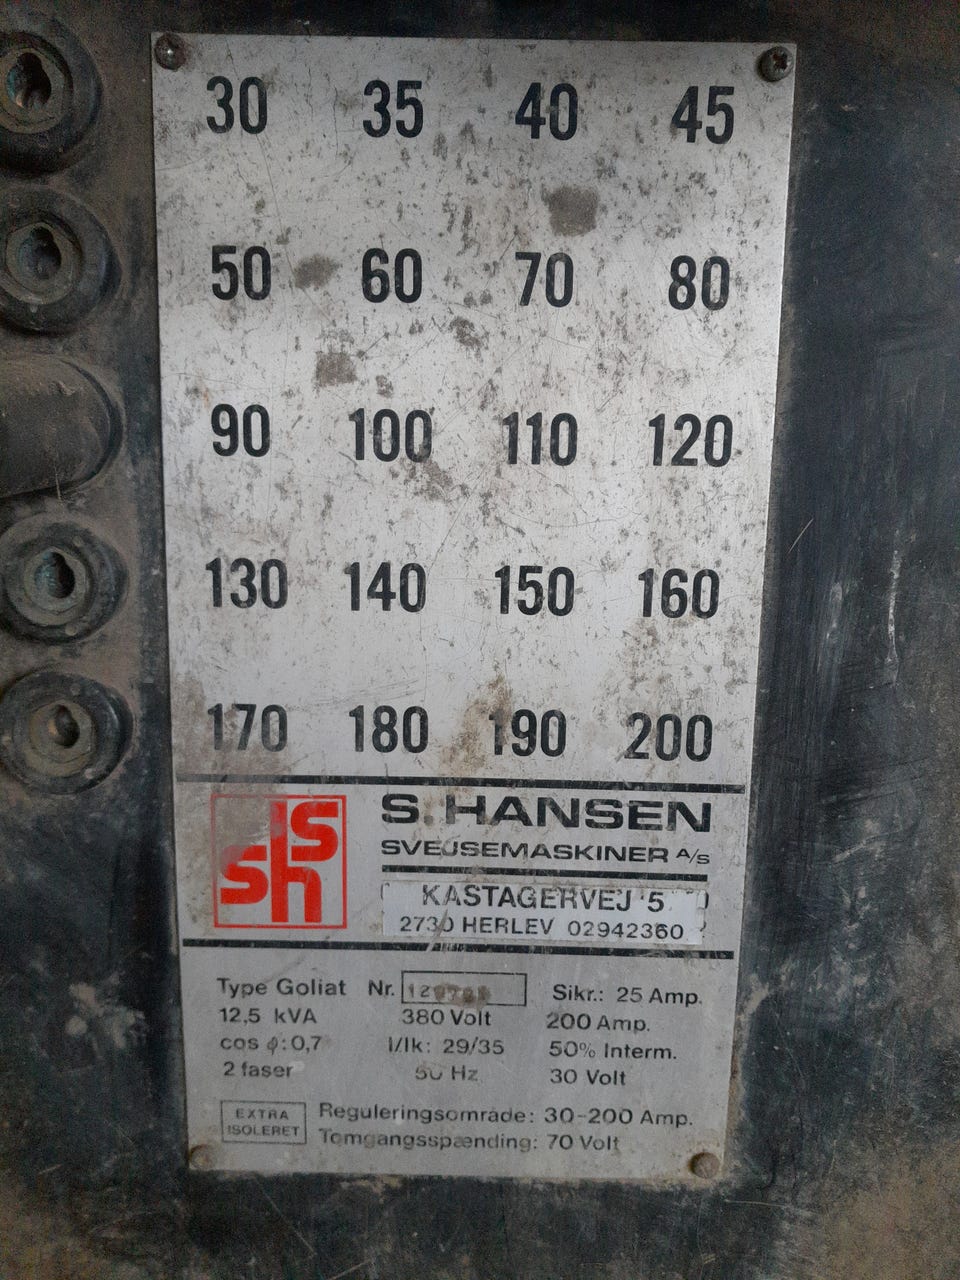 30 35 40 45
50 60 70 80
90 100 110 120
130 140 150 160
170 180 190 200
shs
S. HANSEN
SVEJSEMASKINER A/S
KASTAGERVEJ 5
2730 HERLEV 02942360
Type Goliat Nr. Sikr.: 25 Amp.
12,5 kVA 380 Volt 200 Amp.
cos φ: 0,7 I/Ik: 29/35 50% Interm.
2 faser 50 Hz 30 Volt
EXTRA
ISOLERET
Reguleringsområde: 30-200 Amp.
Tomgangsspænding: 70 Volt